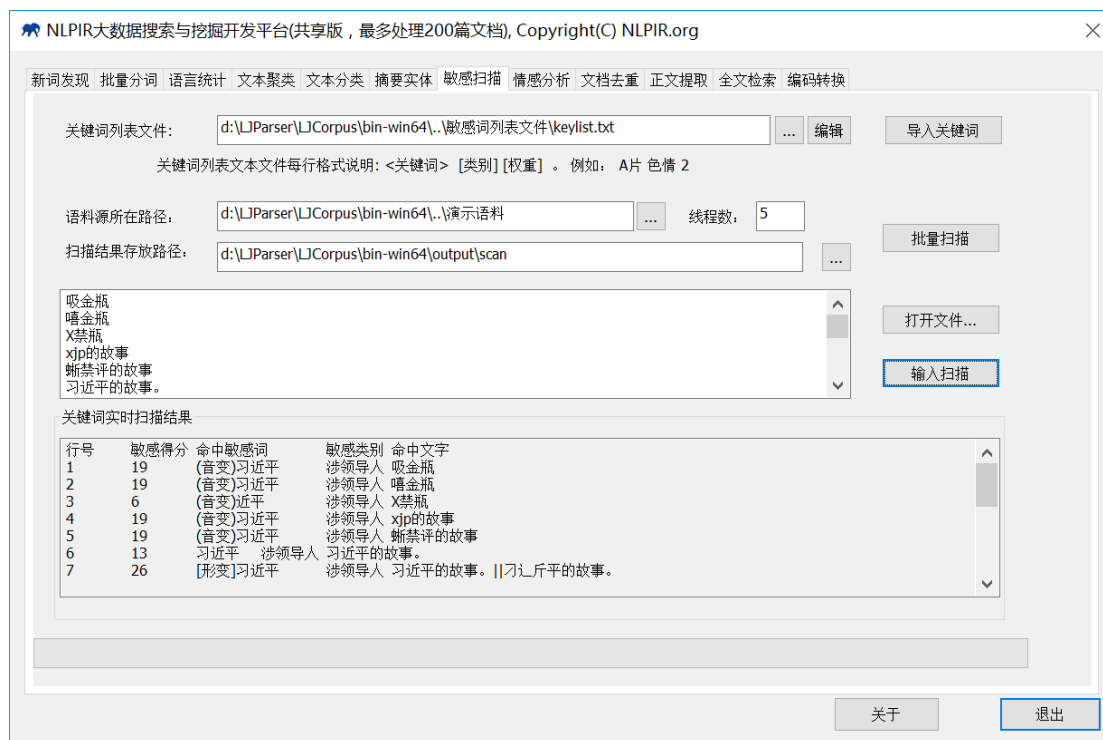 NLPIR大数据搜索与挖掘开发平台(共享版，最多处理200篇文档), Copyright(C) NLPIR.org
新词发现 批量分词 语言统计 文本聚类 文本分类 摘要实体 敏感扫描 情感分析 文档去重 正文提取 全文检索 编码转换
关键词列表文件: d:\LJParser\LJCorpus\bin-win64\..\敏感词列表文件\keylist.txt ... 编辑 导入关键词
关键词列表文本文件每行格式说明: <关键词> [类别] [权重] 。 例如： A片 色情 2
语料源所在路径： d:\LJParser\LJCorpus\bin-win64\..\演示语料 ... 线程数： 5
批量扫描
扫描结果存放路径： d:\LJParser\LJCorpus\bin-win64\output\scan ...
吸金瓶
嘻金瓶
X禁瓶
xjp的故事
蜥禁评的故事
习近平的故事。
打开文件...
输入扫描
关键词实时扫描结果
行号 敏感得分 命中敏感词 敏感类别 命中文字
1 19 (音变)习近平 涉领导人 吸金瓶
2 19 (音变)习近平 涉领导人 嘻金瓶
3 6 (音变)近平 涉领导人 X禁瓶
4 19 (音变)习近平 涉领导人 xjp的故事
5 19 (音变)习近平 涉领导人 蜥禁评的故事
6 13 习近平 涉领导人 习近平的故事。
7 26 [形变]习近平 涉领导人 习近平的故事。||刁辶斤平的故事。
关于 退出